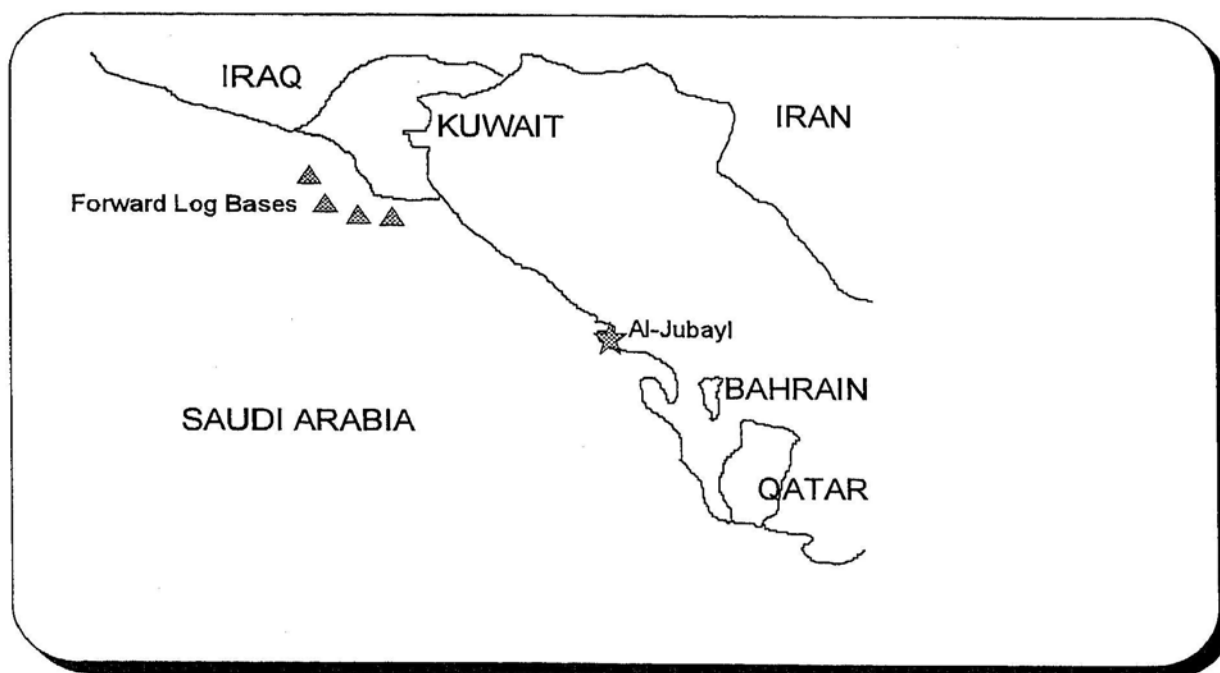 IRAQ
IRAN
KUWAIT
Forward Log Bases
Al-Jubayl
BAHRAIN
SAUDI ARABIA
QATAR